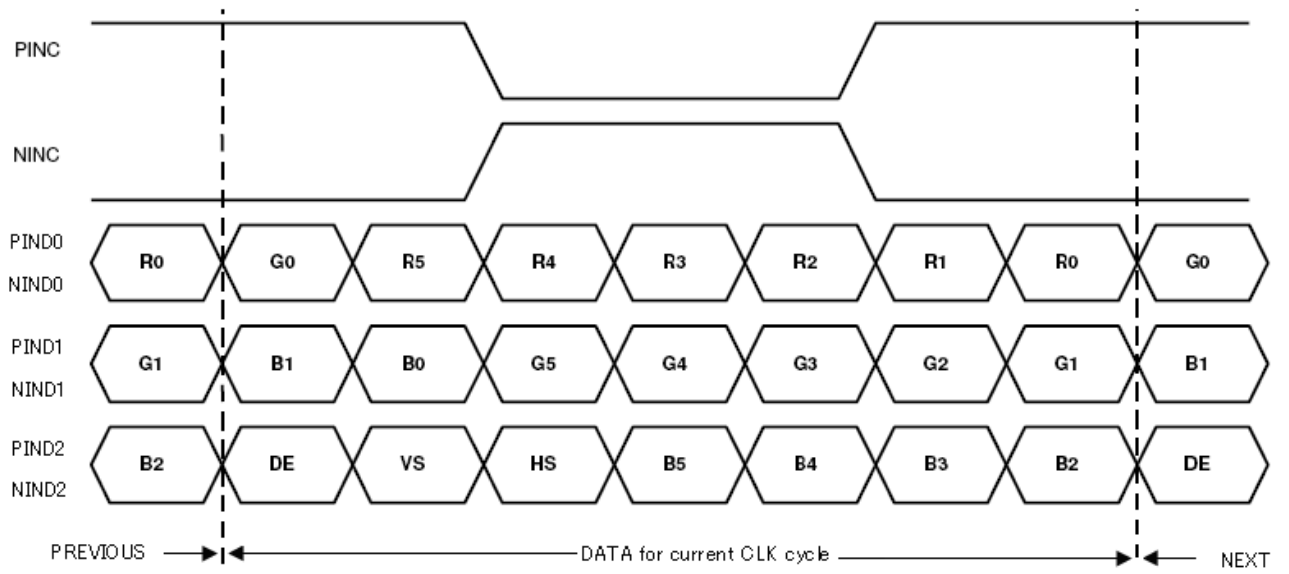 PINC
NINC
PIND0
R0 G0 R5 R4 R3 R2 R1 R0 G0
NIND0
PIND1
G1 B1 B0 G5 G4 G3 G2 G1 B1
NIND1
PIND2
B2 DE VS HS B5 B4 B3 B2 DE
NIND2
PREVIOUS DATA for current CLK cycle NEXT